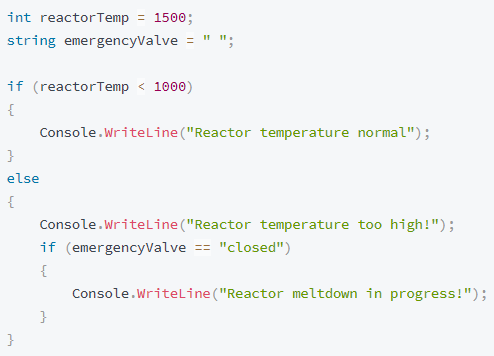 int reactorTemp = 1500;
string emergencyValve = " ";

if (reactorTemp < 1000)
{
    Console.WriteLine("Reactor temperature normal");
}
else
{
    Console.WriteLine("Reactor temperature too high!");
    if (emergencyValve == "closed")
    {
        Console.WriteLine("Reactor meltdown in progress!");
    }
}